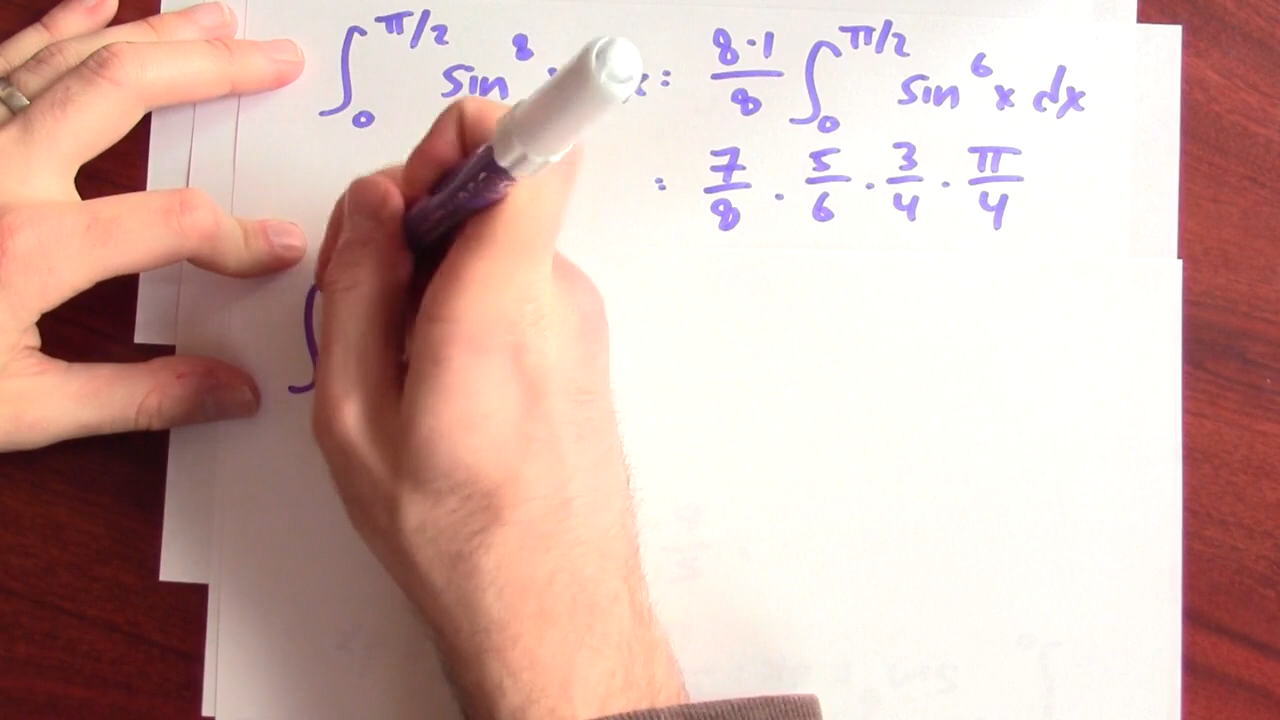 ∫₀^π/2 sin⁸ x = 8·1/8 ∫₀^π/2 sin⁶ x dx
= 7/8 · 5/6 · 3/4 · π/4
∫